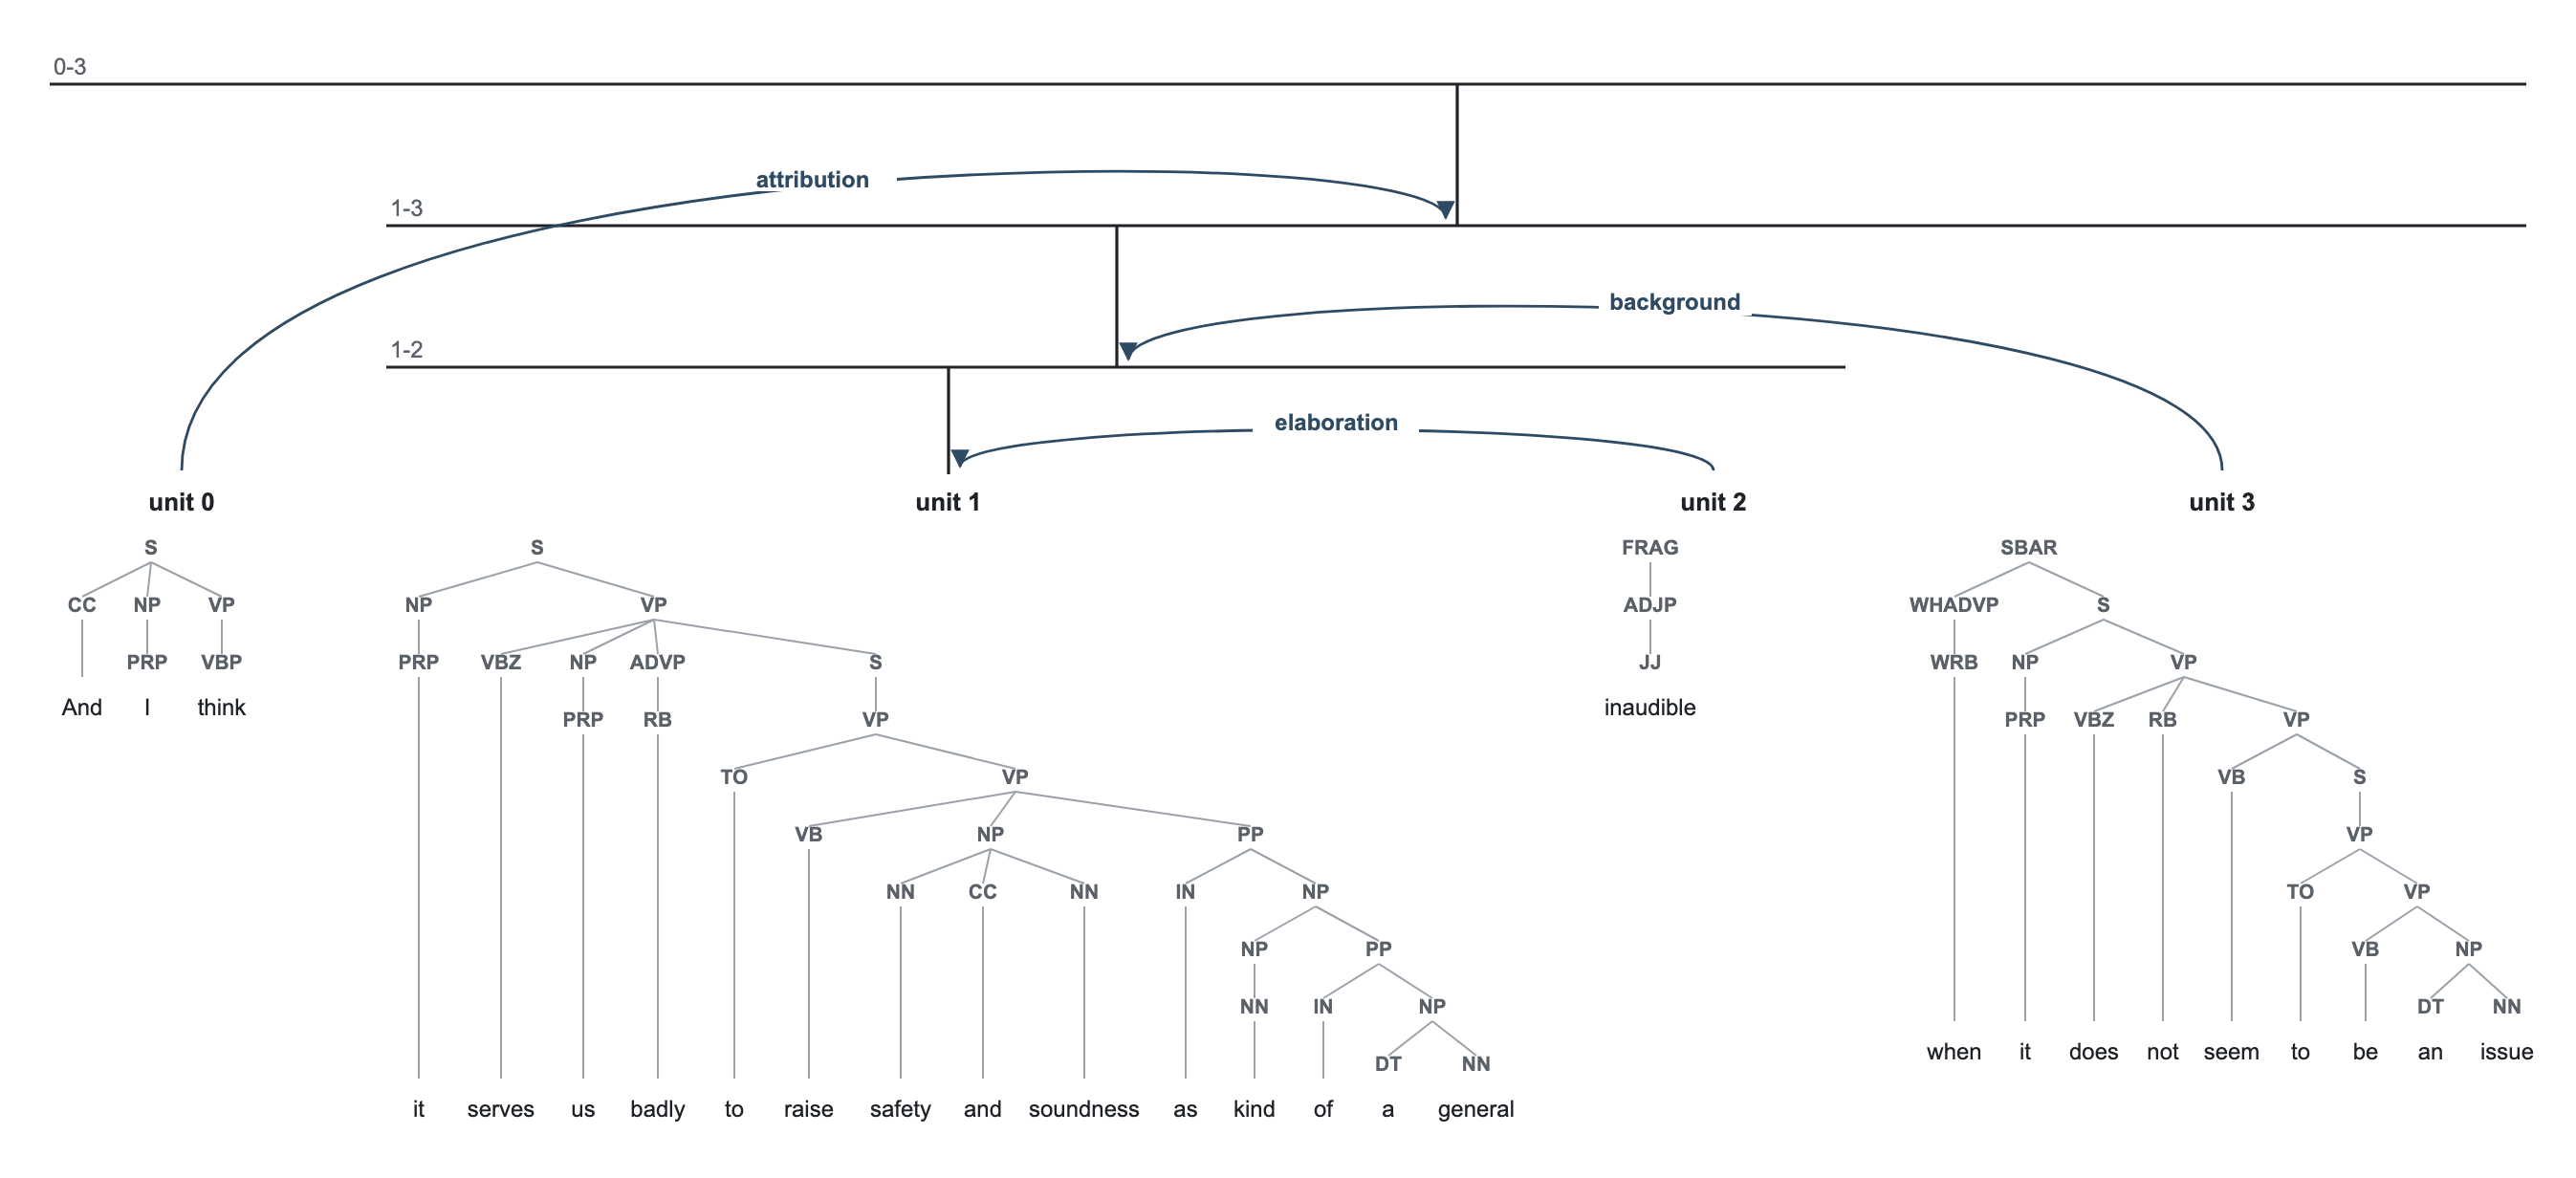 0-3
attribution
1-3
background
1-2
elaboration
unit 0 unit 1 unit 2 unit 3
S S FRAG SBAR
CC NP VP NP VP ADJP WHADVP S
PRP VBP PRP VBZ NP ADVP S JJ WRB NP VP
And I think inaudible
PRP RB VP PRP VBZ RB VP
TO VP VB S
VB NP PP VP
NN CC NN IN NP TO VP
NP PP VB NP
NN IN NP DT NN
when it does not seem to be an issue
DT NN
it serves us badly to raise safety and soundness as kind of a general